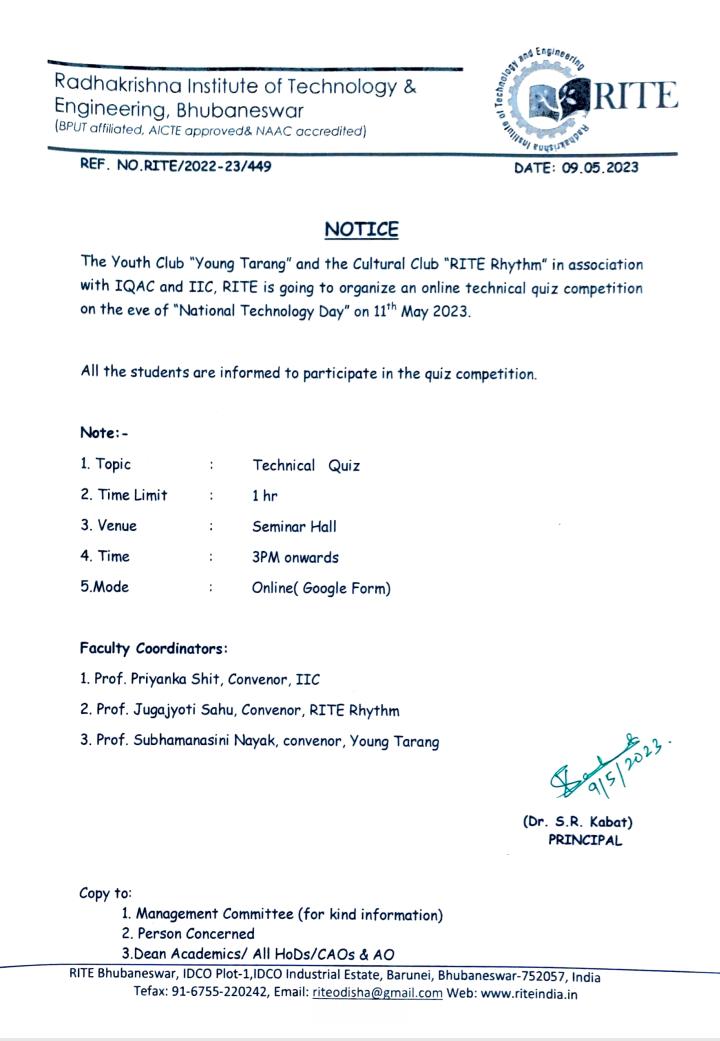 Radhakrishna Institute of Technology &
Engineering, Bhubaneswar
(BPUT affiliated, AICTE approved& NAAC accredited)
Radhakrishna Institute of Technology and Engineering
RITE
REF. NO.RITE/2022-23/449
DATE: 09.05.2023
NOTICE
The Youth Club "Young Tarang" and the Cultural Club "RITE Rhythm" in association
with IQAC and IIC, RITE is going to organize an online technical quiz competition
on the eve of "National Technology Day" on 11th May 2023.
All the students are informed to participate in the quiz competition.
Note:-
1. Topic : Technical Quiz
2. Time Limit : 1 hr
3. Venue : Seminar Hall
4. Time : 3PM onwards
5.Mode : Online( Google Form)
Faculty Coordinators:
1. Prof. Priyanka Shit, Convenor, IIC
2. Prof. Jugajyoti Sahu, Convenor, RITE Rhythm
3. Prof. Subhamanasini Nayak, convenor, Young Tarang
9/5/2023.
(Dr. S.R. Kabat)
PRINCIPAL
Copy to:
1. Management Committee (for kind information)
2. Person Concerned
3.Dean Academics/ All HoDs/CAOs & AO
RITE Bhubaneswar, IDCO Plot-1,IDCO Industrial Estate, Barunei, Bhubaneswar-752057, India
Tefax: 91-6755-220242, Email: riteodisha@gmail.com Web: www.riteindia.in